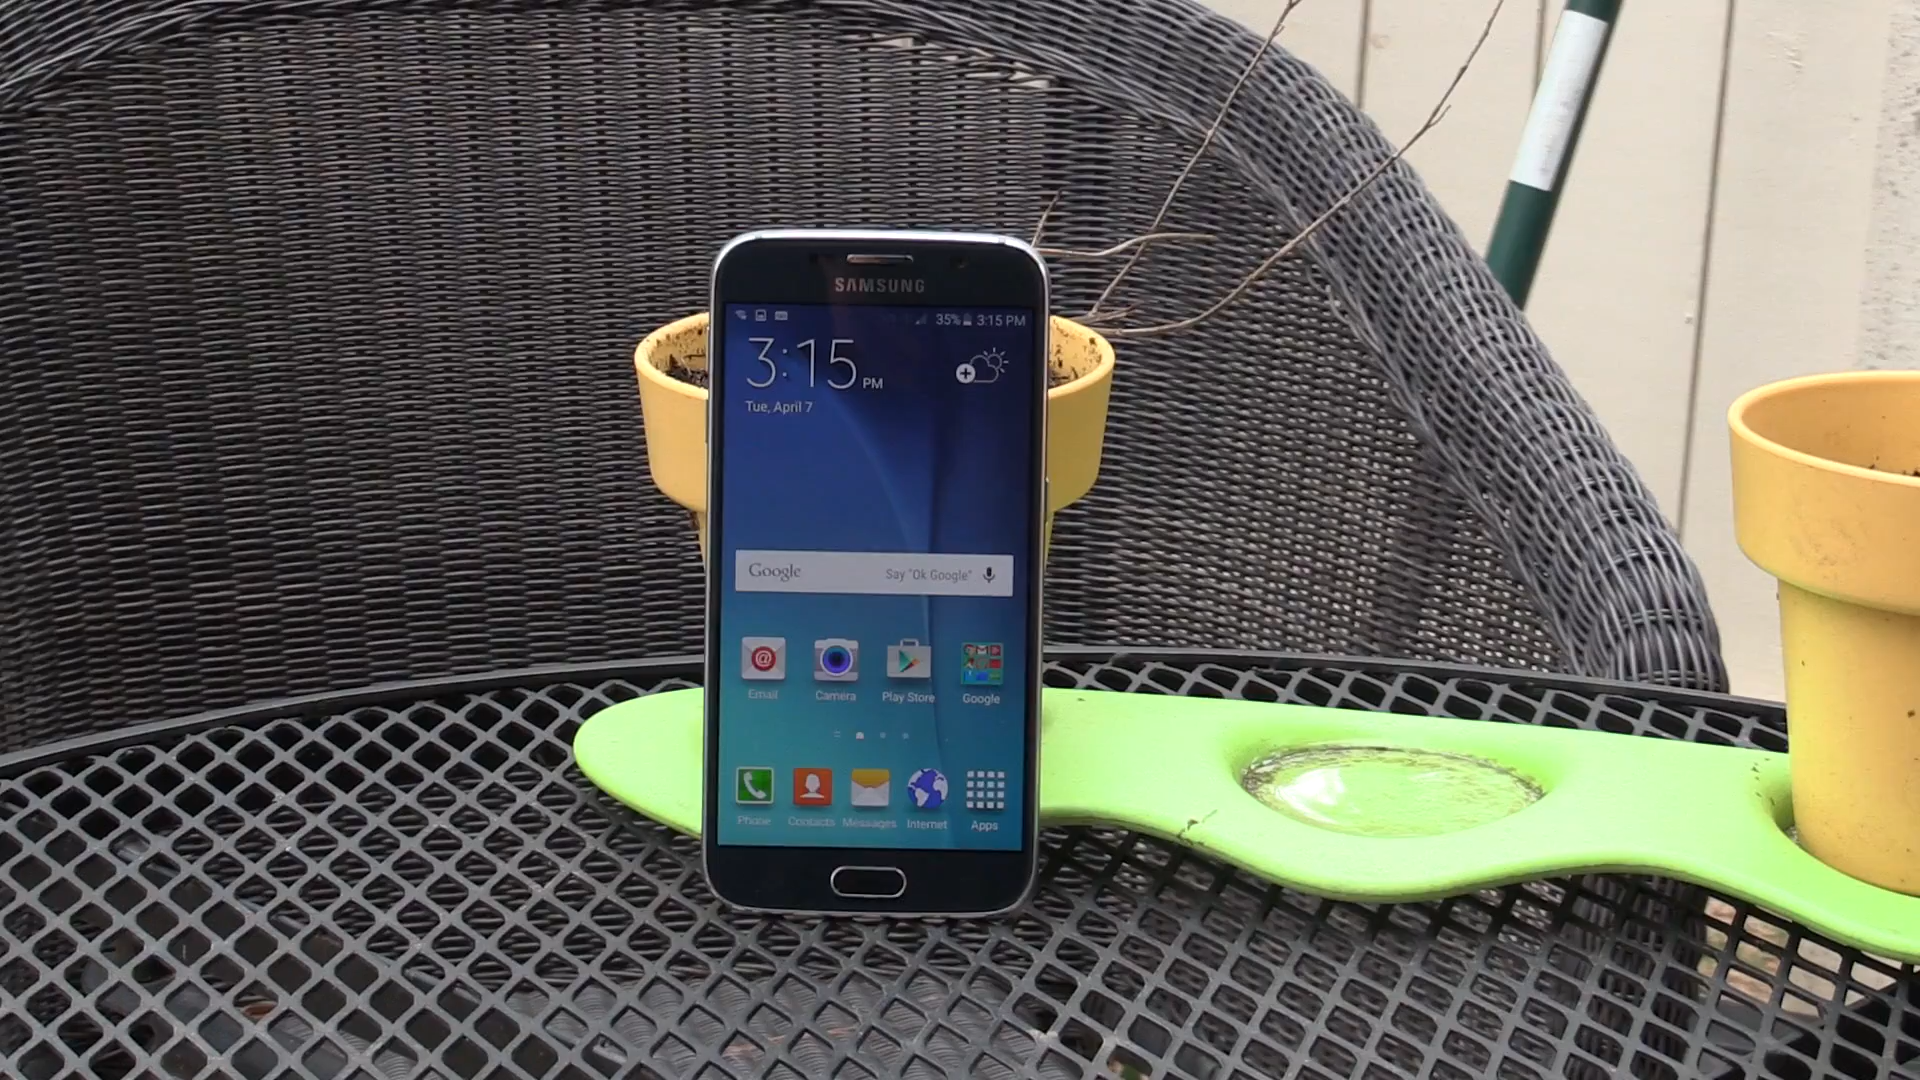 SAMSUNG
35% 3:15 PM
3:15 PM
Tue, April 7
Google Say "Ok Google"
Email Camera Play Store Google
Phone Contacts Messages Internet Apps